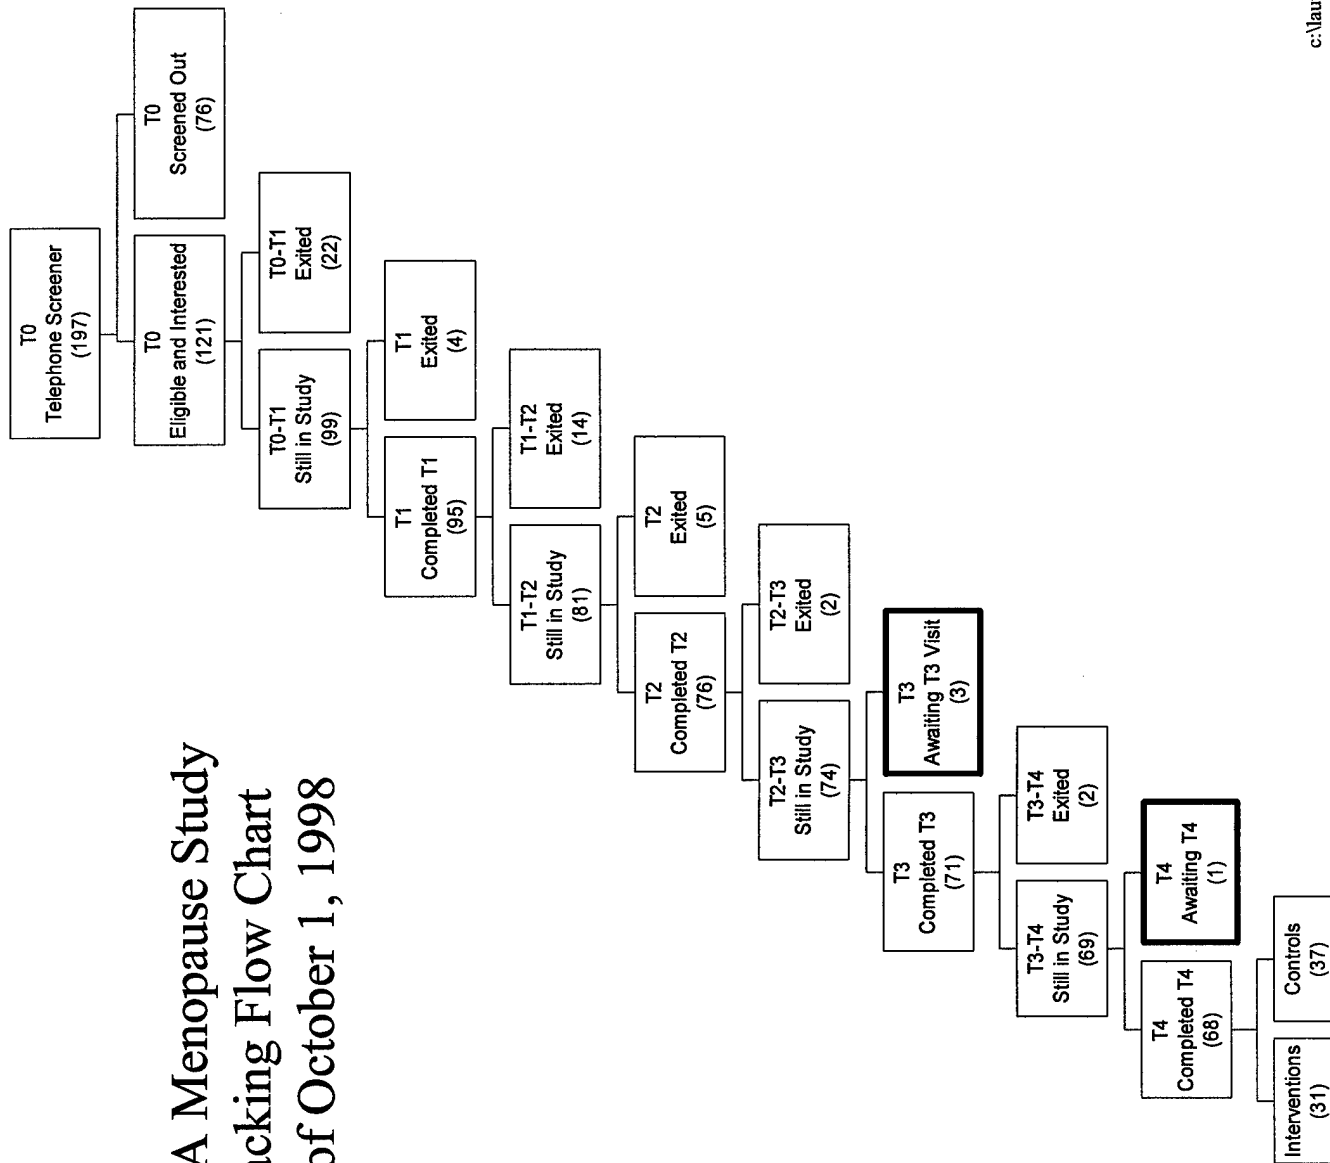 A Menopause Study
acking Flow Chart
of October 1, 1998
T0
Telephone Screener
(197)
T0
Eligible and Interested
(121)
T0
Screened Out
(76)
T0-T1
Still in Study
(99)
T0-T1
Exited
(22)
T1
Completed T1
(95)
T1
Exited
(4)
T1-T2
Still in Study
(81)
T1-T2
Exited
(14)
T2
Completed T2
(76)
T2
Exited
(5)
T2-T3
Still in Study
(74)
T2-T3
Exited
(2)
T3
Completed T3
(71)
T3
Awaiting T3 Visit
(3)
T3-T4
Still in Study
(69)
T3-T4
Exited
(2)
T4
Completed T4
(68)
T4
Awaiting T4
(1)
Interventions
(31)
Controls
(37)
c:\lau